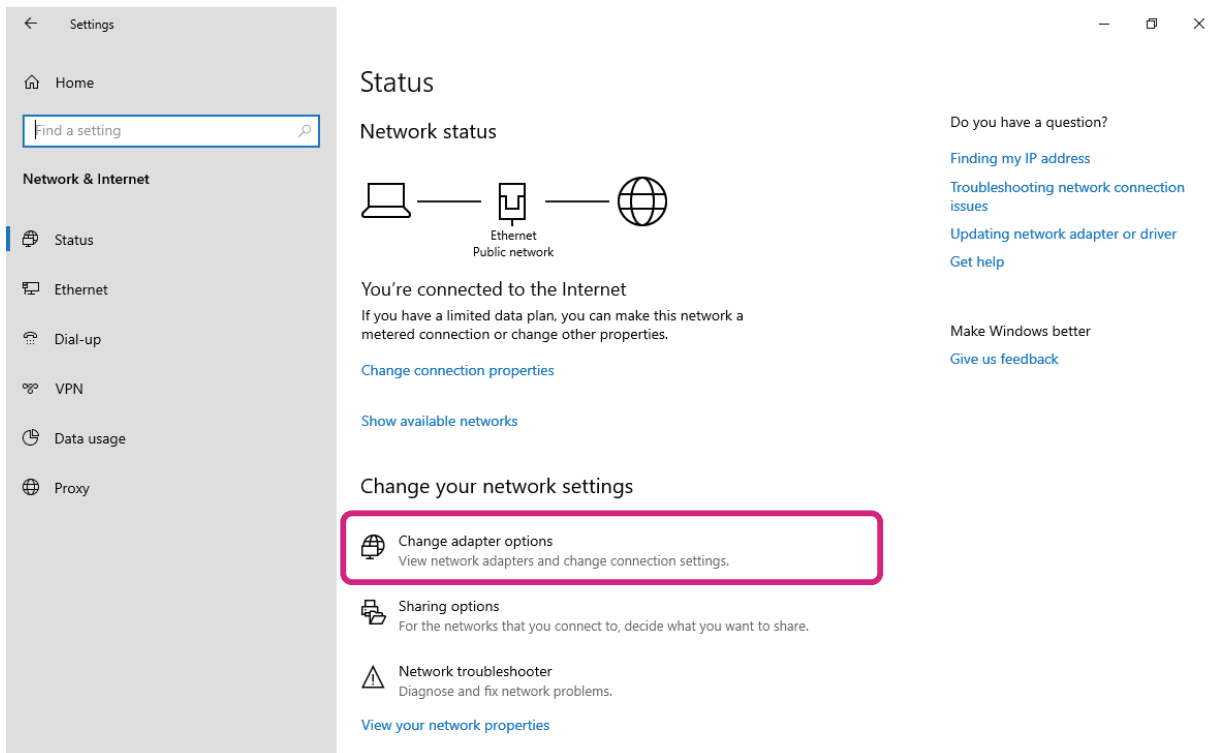 Settings
Home
Find a setting
Network & Internet
Status
Ethernet
Dial-up
VPN
Data usage
Proxy
Status
Network status
Ethernet
Public network
You're connected to the Internet
If you have a limited data plan, you can make this network a
metered connection or change other properties.
Change connection properties
Show available networks
Change your network settings
Change adapter options
View network adapters and change connection settings.
Sharing options
For the networks that you connect to, decide what you want to share.
Network troubleshooter
Diagnose and fix network problems.
View your network properties
Do you have a question?
Finding my IP address
Troubleshooting network connection
issues
Updating network adapter or driver
Get help
Make Windows better
Give us feedback